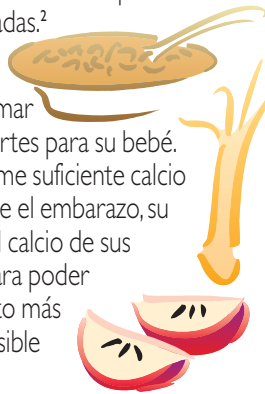 adas.²
mar
rtes para su bebé.
me suficiente calcio
e el embarazo, su
l calcio de sus
ara poder
to más
sible